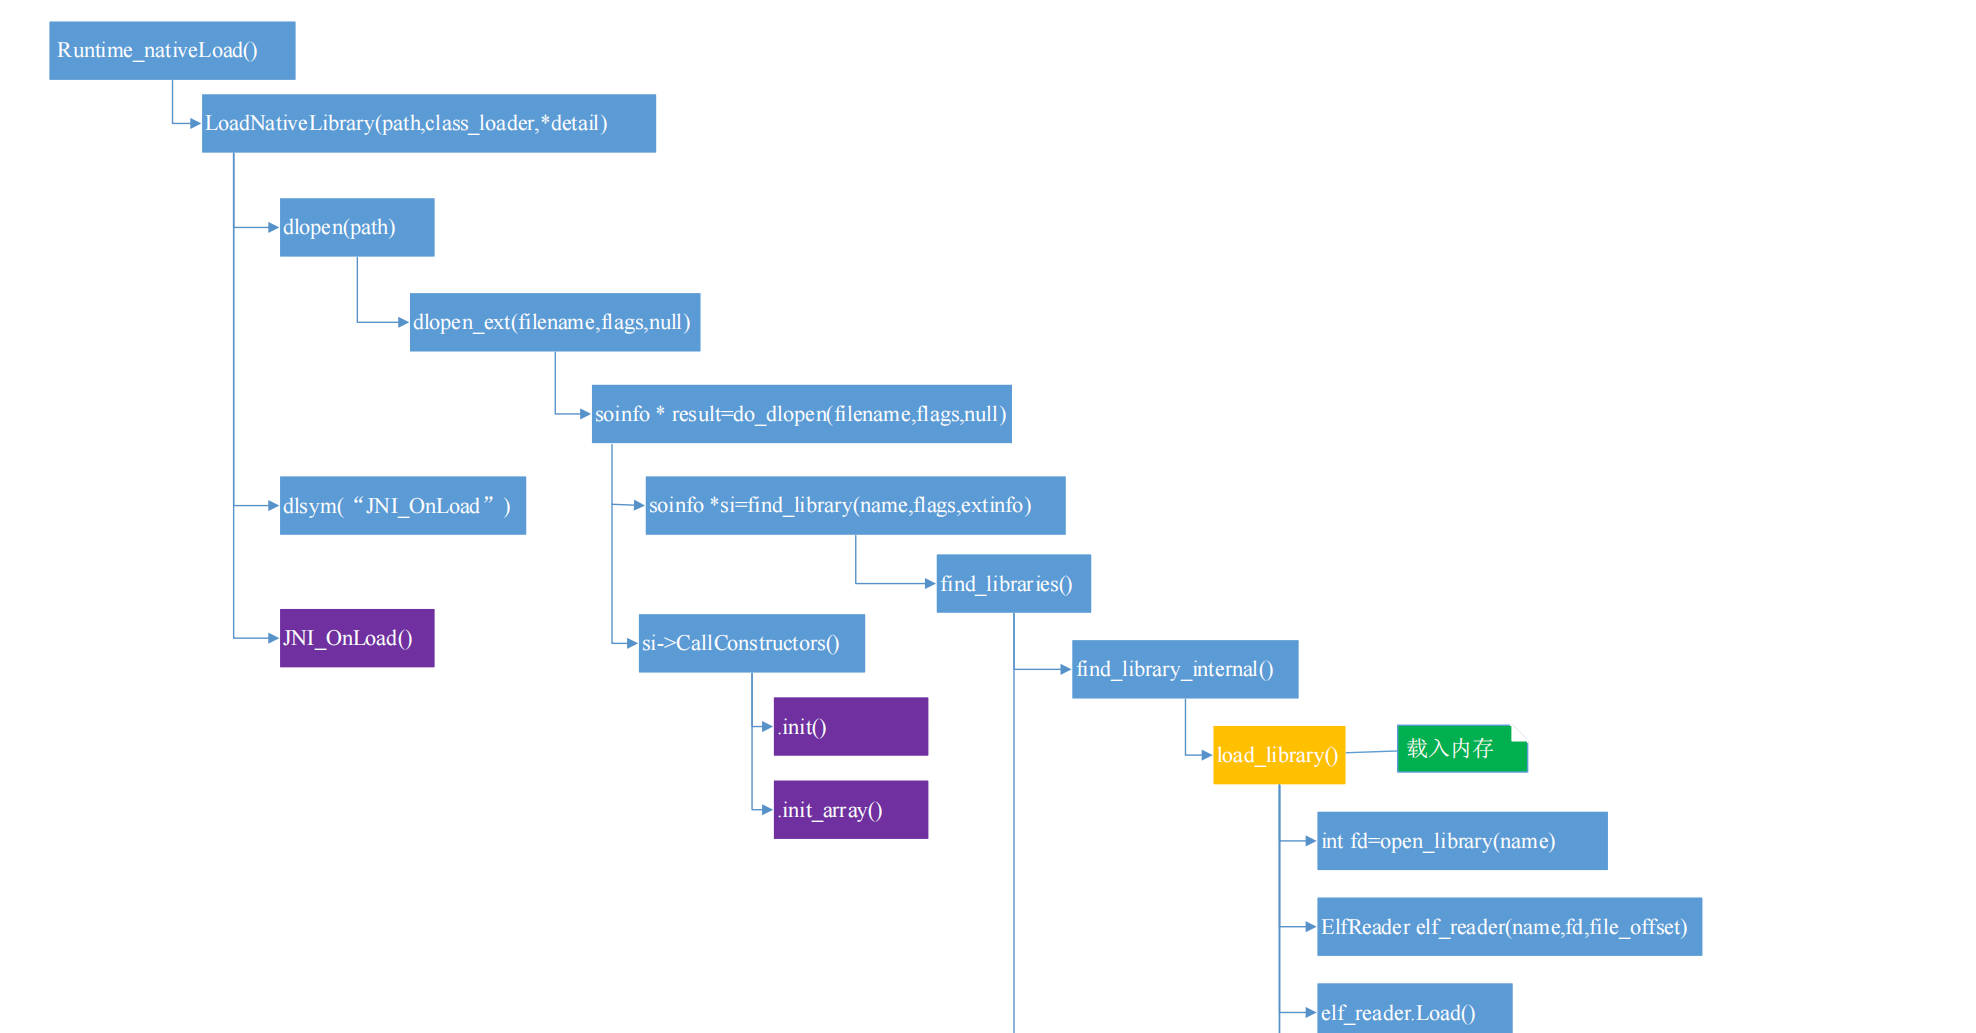 Runtime_nativeLoad()
LoadNativeLibrary(path,class_loader,*detail)
dlopen(path)
dlopen_ext(filename,flags,null)
soinfo * result=do_dlopen(filename,flags,null)
dlsym(“JNI_OnLoad”)
soinfo *si=find_library(name,flags,extinfo)
find_libraries()
JNI_OnLoad()
si->CallConstructors()
find_library_internal()
.init()
load_library()
载入内存
.init_array()
int fd=open_library(name)
ElfReader elf_reader(name,fd,file_offset)
elf_reader.Load()